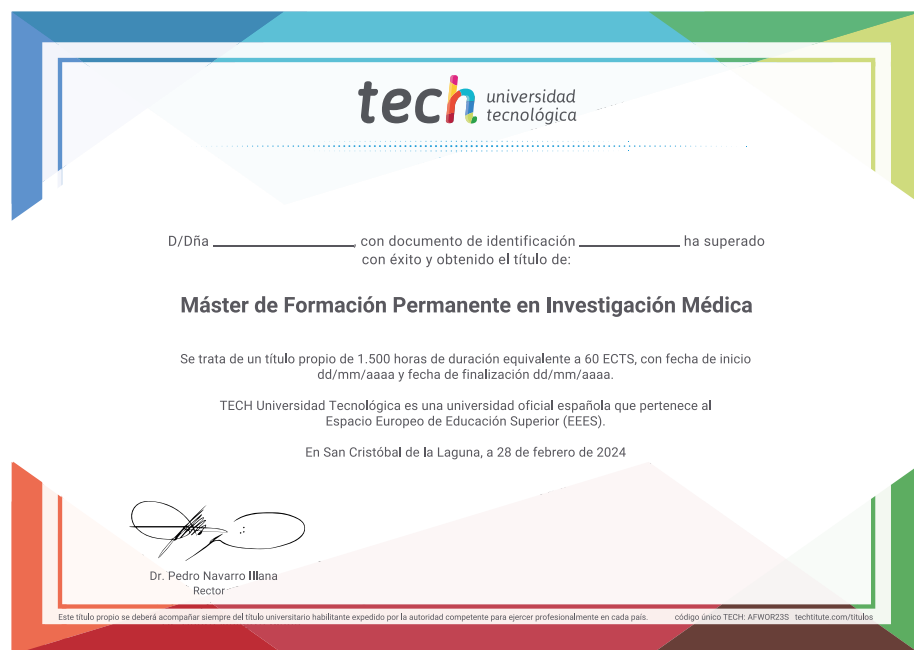 tech universidad
tecnológica
D/Dña ______________, con documento de identificación ____________ ha superado
con éxito y obtenido el título de:
Máster de Formación Permanente en Investigación Médica
Se trata de un título propio de 1.500 horas de duración equivalente a 60 ECTS, con fecha de inicio
dd/mm/aaaa y fecha de finalización dd/mm/aaaa.
TECH Universidad Tecnológica es una universidad oficial española que pertenece al
Espacio Europeo de Educación Superior (EEES).
En San Cristóbal de la Laguna, a 28 de febrero de 2024
Dr. Pedro Navarro Illana
Rector
Este título propio se deberá acompañar siempre del título universitario habilitante expedido por la autoridad competente para ejercer profesionalmente en cada país. código único TECH: AFWOR23S techtitute.com/titulos